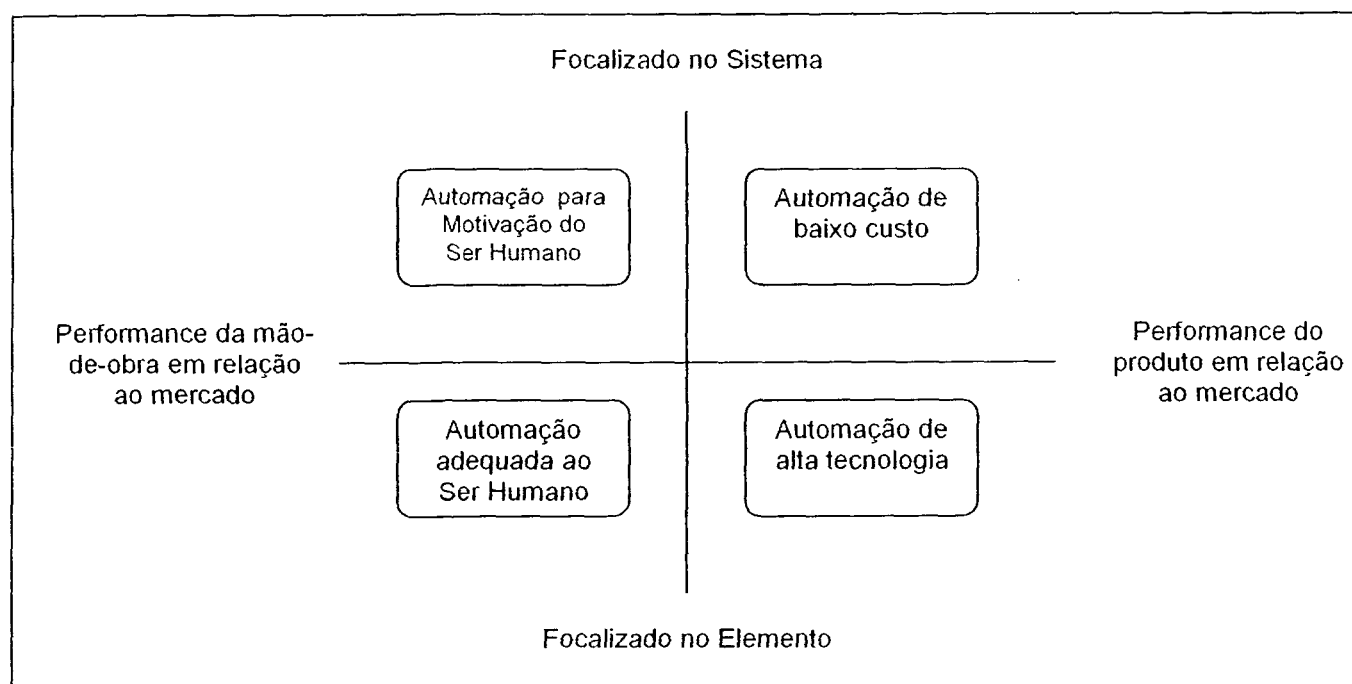 Focalizado no Sistema
Automação para
Motivação do
Ser Humano
Automação de
baixo custo
Performance da mão-
de-obra em relação
ao mercado
Performance do
produto em relação
ao mercado
Automação
adequada ao
Ser Humano
Automação de
alta tecnologia
Focalizado no Elemento